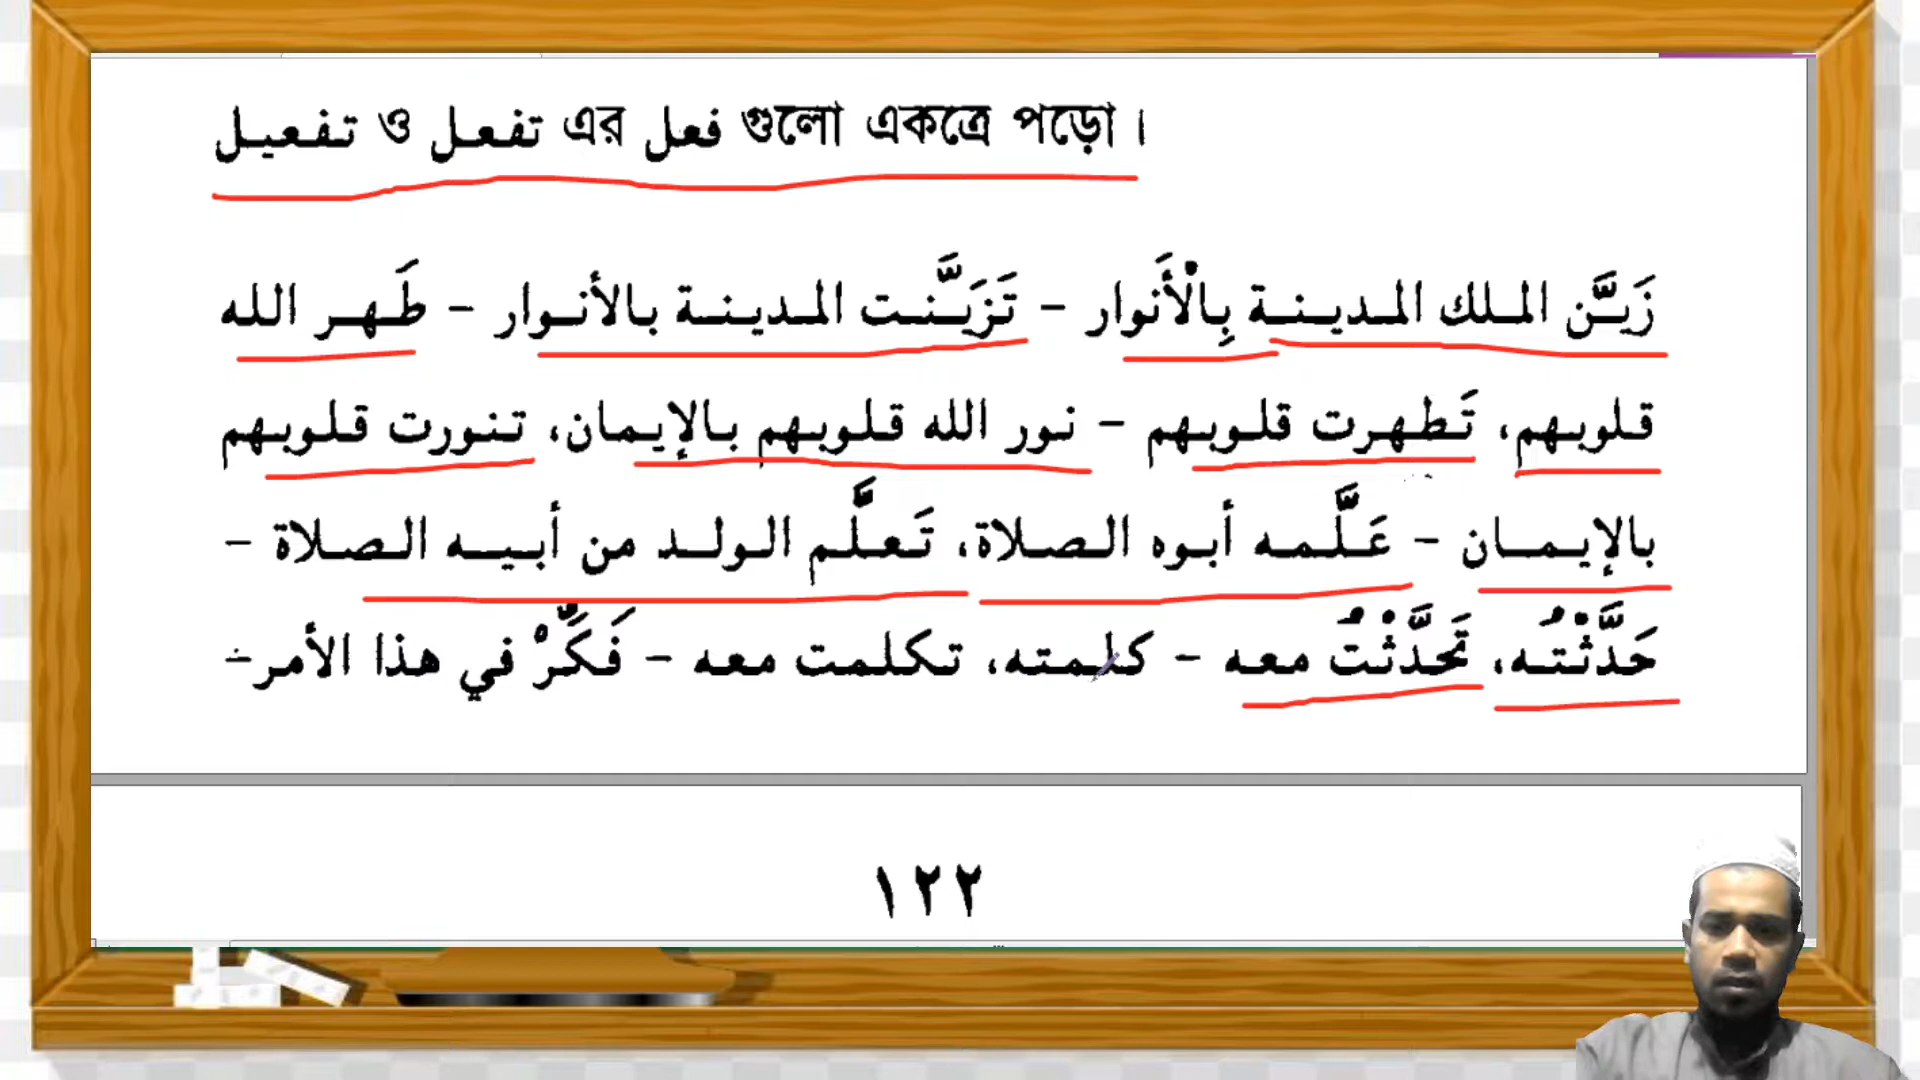 تفعيل ও تفعل এর فعل গুলো একত্রে পড়ো।
زَيَّن الملك المدينة بِالْأَنوار – تَزَيَّنت المدينة بالأنوار – طَهر الله
قلوبهم، تَطهرت قلوبهم – نور الله قلوبهم بالإيمان، تنورت قلوبهم
بالإيمان – عَلَّمه أبوه الصلاة، تَعلَّم الولد من أبيه الصلاة –
حَدَّثْتُه، تَحَدَّثْتُ معه – كلمته، تكلمت معه – فَكِّرْ في هذا الأمر –
١٢٢